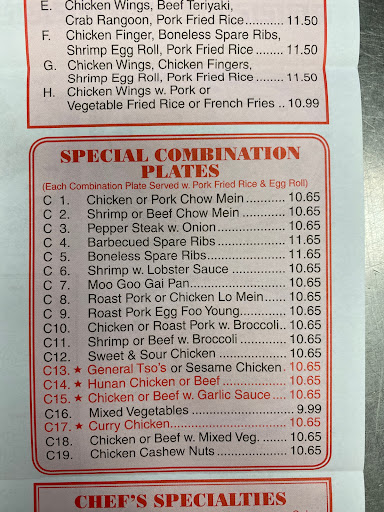 E. Chicken Wings, Beef Teriyaki,
Crab Rangoon, Pork Fried Rice........ 11.50
F. Chicken Finger, Boneless Spare Ribs,
Shrimp Egg Roll, Pork Fried Rice........ 11.50
G. Chicken Wings, Chicken Fingers,
Shrimp Egg Roll, Pork Fried Rice........ 11.50
H. Chicken Wings w. Pork or
Vegetable Fried Rice or French Fries .. 10.99
SPECIAL COMBINATION
PLATES
(Each Combination Plate Served w. Pork Fried Rice & Egg Roll)
C 1. Chicken or Pork Chow Mein........... 10.65
C 2. Shrimp or Beef Chow Mein ........... 10.65
C 3. Pepper Steak w. Onion................. 10.65
C 4. Barbecued Spare Ribs ................. 11.65
C 5. Boneless Spare Ribs................... 11.65
C 6. Shrimp w. Lobster Sauce ............. 10.65
C 7. Moo Goo Gai Pan....................... 10.65
C 8. Roast Pork or Chicken Lo Mein...... 10.65
C 9. Roast Pork Egg Foo Young............ 10.65
C10. Chicken or Roast Pork w. Broccoli.. 10.65
C11. Shrimp or Beef w. Broccoli ........... 10.65
C12. Sweet & Sour Chicken ................ 10.65
C13. ★ General Tso's or Sesame Chicken . 10.65
C14. ★ Hunan Chicken or Beef ............... 10.65
C15. ★ Chicken or Beef w. Garlic Sauce .... 10.65
C16. Mixed Vegetables ....................... 9.99
C17. ★ Curry Chicken........................... 10.65
C18. Chicken or Beef w. Mixed Veg. ....... 10.65
C19. Chicken Cashew Nuts ................. 10.65
CHEF'S SPECIALTIES